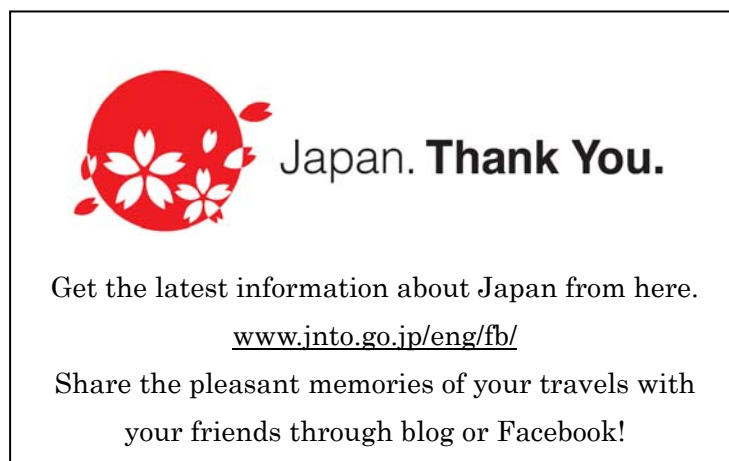 Japan. Thank You.
Get the latest information about Japan from here.
www.jnto.go.jp/eng/fb/
Share the pleasant memories of your travels with
your friends through blog or Facebook!